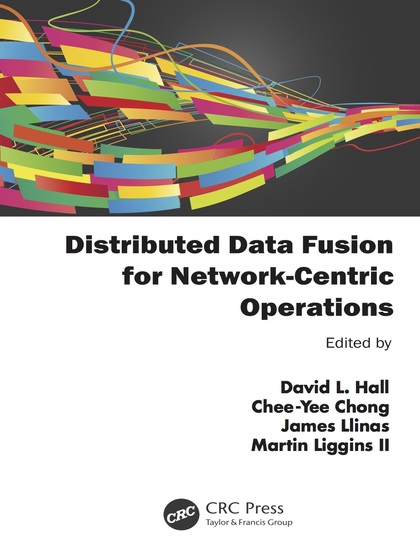 Distributed Data Fusion
for Network-Centric
Operations
Edited by
David L. Hall
Chee-Yee Chong
James Llinas
Martin Liggins II
CRC
CRC Press
Taylor & Francis Group